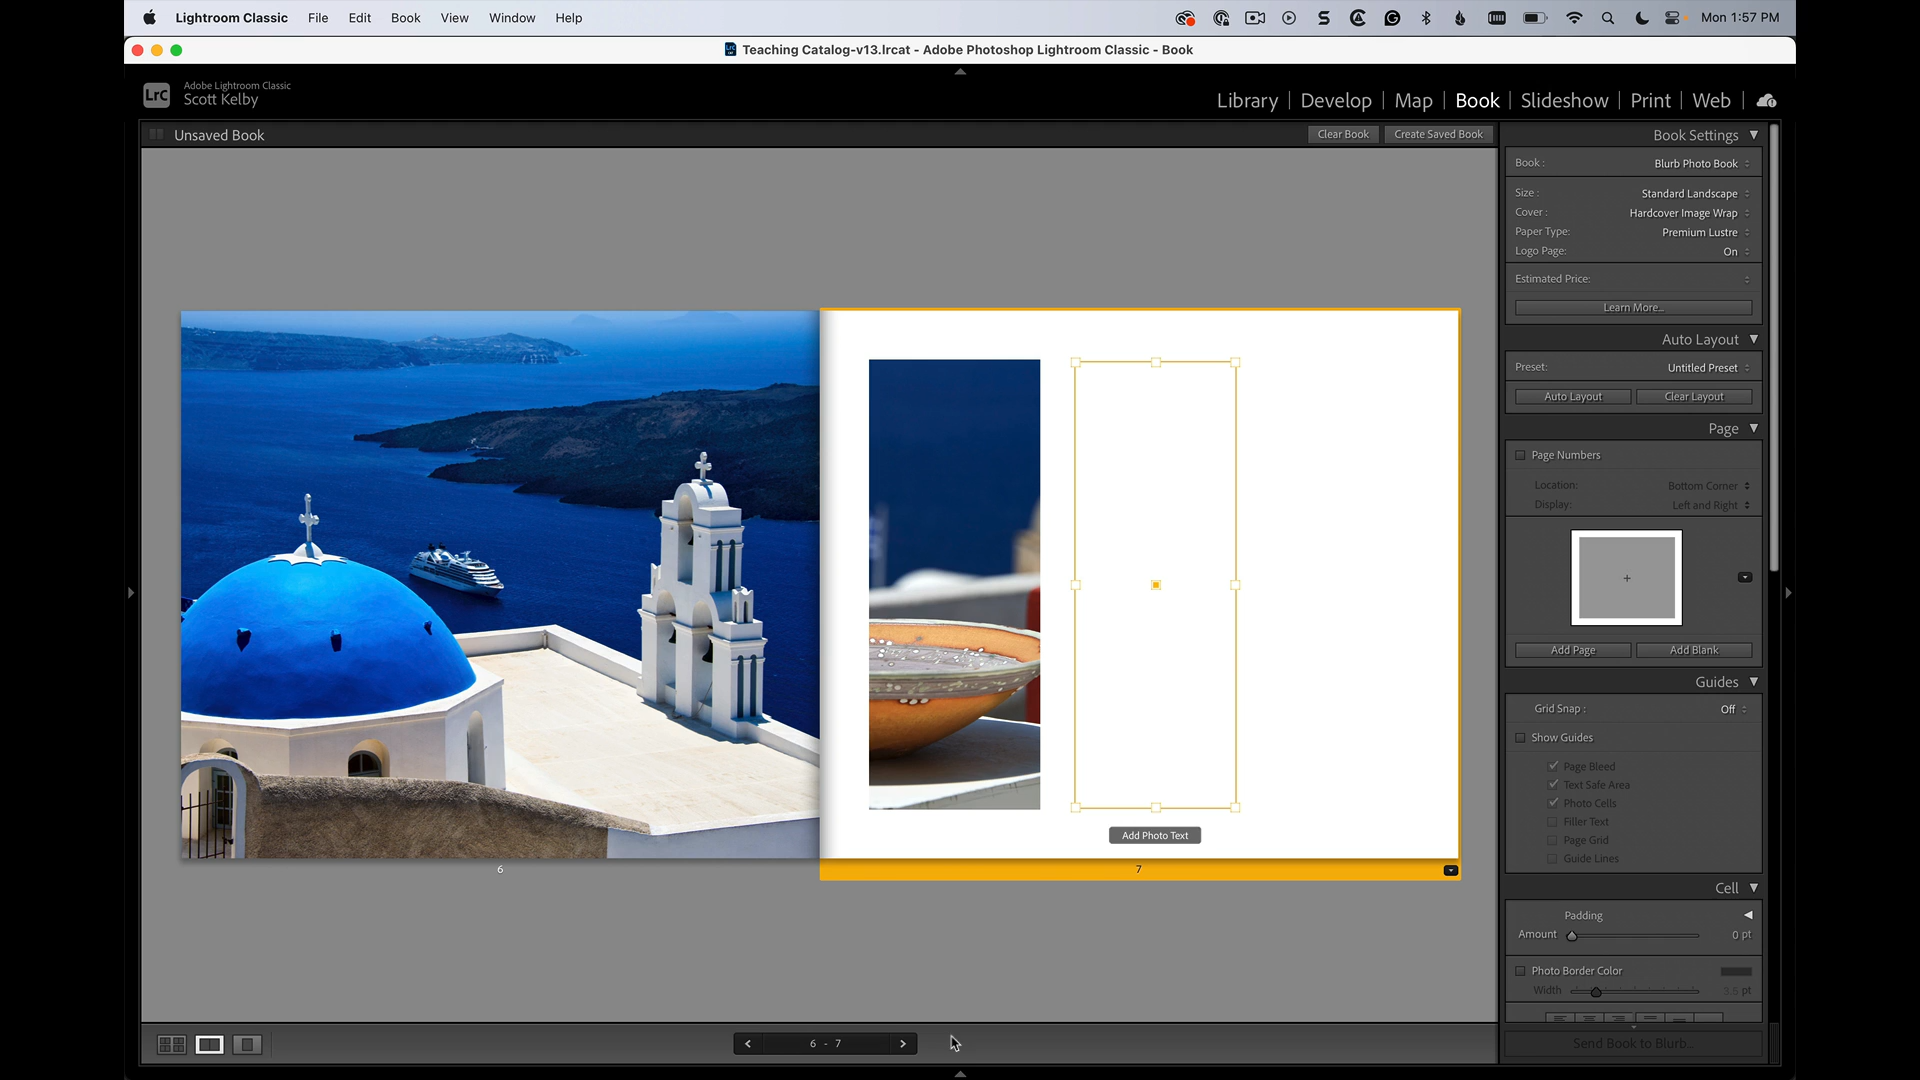 Lightroom Classic File Edit Book View Window Help Mon 1:57 PM
LrC Teaching Catalog-v13.lrcat - Adobe Photoshop Lightroom Classic - Book
LrC Adobe Lightroom Classic
Scott Kelby
Library Develop Map Book Slideshow Print Web
Unsaved Book Clear Book Create Saved Book
Book Settings
Book : Blurb Photo Book
Size : Standard Landscape
Cover : Hardcover Image Wrap
Paper Type: Premium Lustre
Logo Page: On
Estimated Price:
Learn More...
Auto Layout
Preset: Untitled Preset
Auto Layout Clear Layout
Page
Page Numbers
Location: Bottom Corner
Display: Left and Right
Add Page Add Blank
Guides
Grid Snap : Off
Show Guides
Page Bleed
Text Safe Area
Photo Cells
Filler Text
Page Grid
Guide Lines
Cell
Padding
Amount 0 pt
Photo Border Color
Width 3.6 pt
Send Book to Blurb...
Add Photo Text
6 7
6 - 7